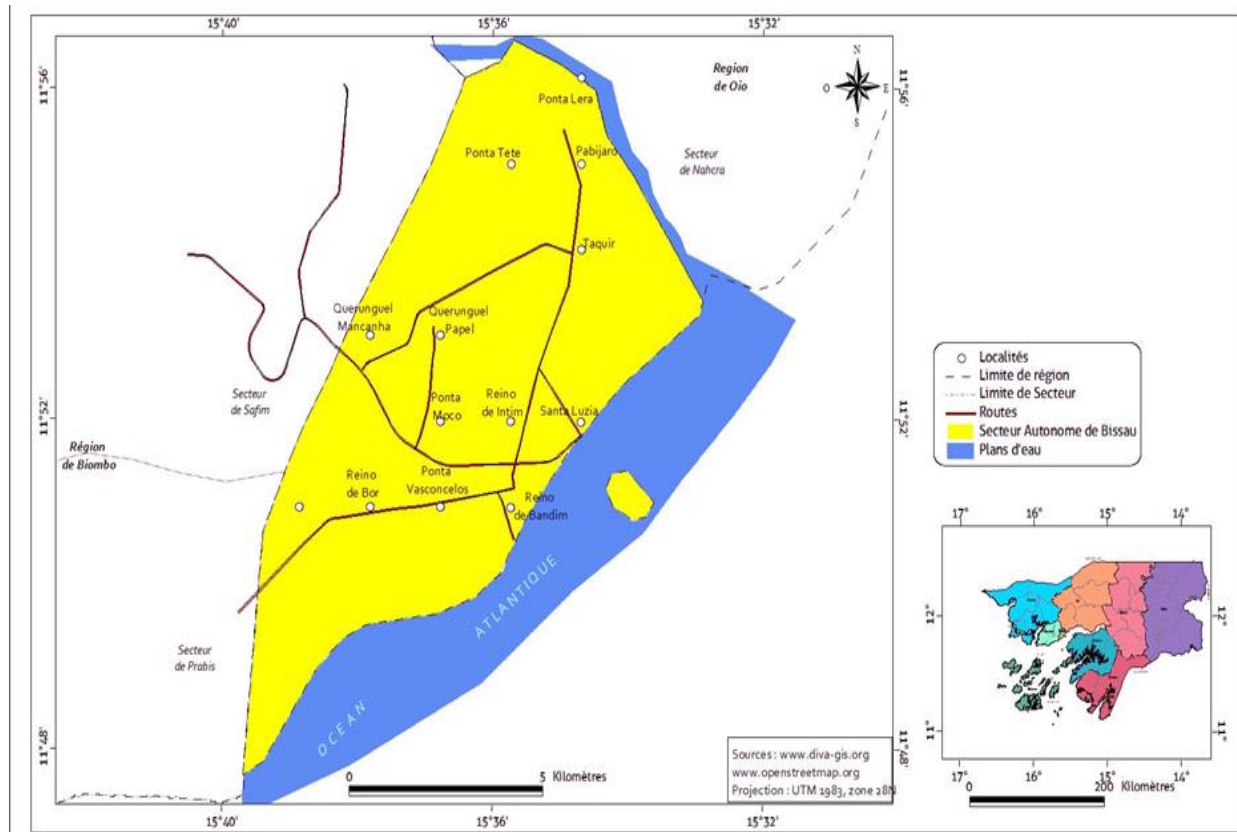 15°40'
15°36'
15°32'
11°56'
11°56'
N
O
E
S
Region
de Oio
Ponta Lera
Ponta Tete
Pabijaro
Secteur
de Nahcra
Taquir
Querunguel
Mancanha
Querunguel
Papel
Secteur
de Safim
Ponta
Moco
Reino
de Intim
Santa Luzia
11°52'
11°52'
Région
de Biombo
Reino
de Bor
Ponta
Vasconcelos
Reino
de Bandim
OCEAN ATLANTIQUE
Secteur
de Prabis
11°48'
11°48'
0 5 Kilomètres
Sources : www.diva-gis.org
www.openstreetmap.org
Projection : UTM 1983, zone 28N
15°40'
15°36'
15°32'
Localités
Limite de région
Limite de Secteur
Routes
Secteur Autonome de Bissau
Plans d'eau
17° 16° 15° 14°
12°
12°
11°
11°
17° 16° 15° 14°
0 200 Kilomètres